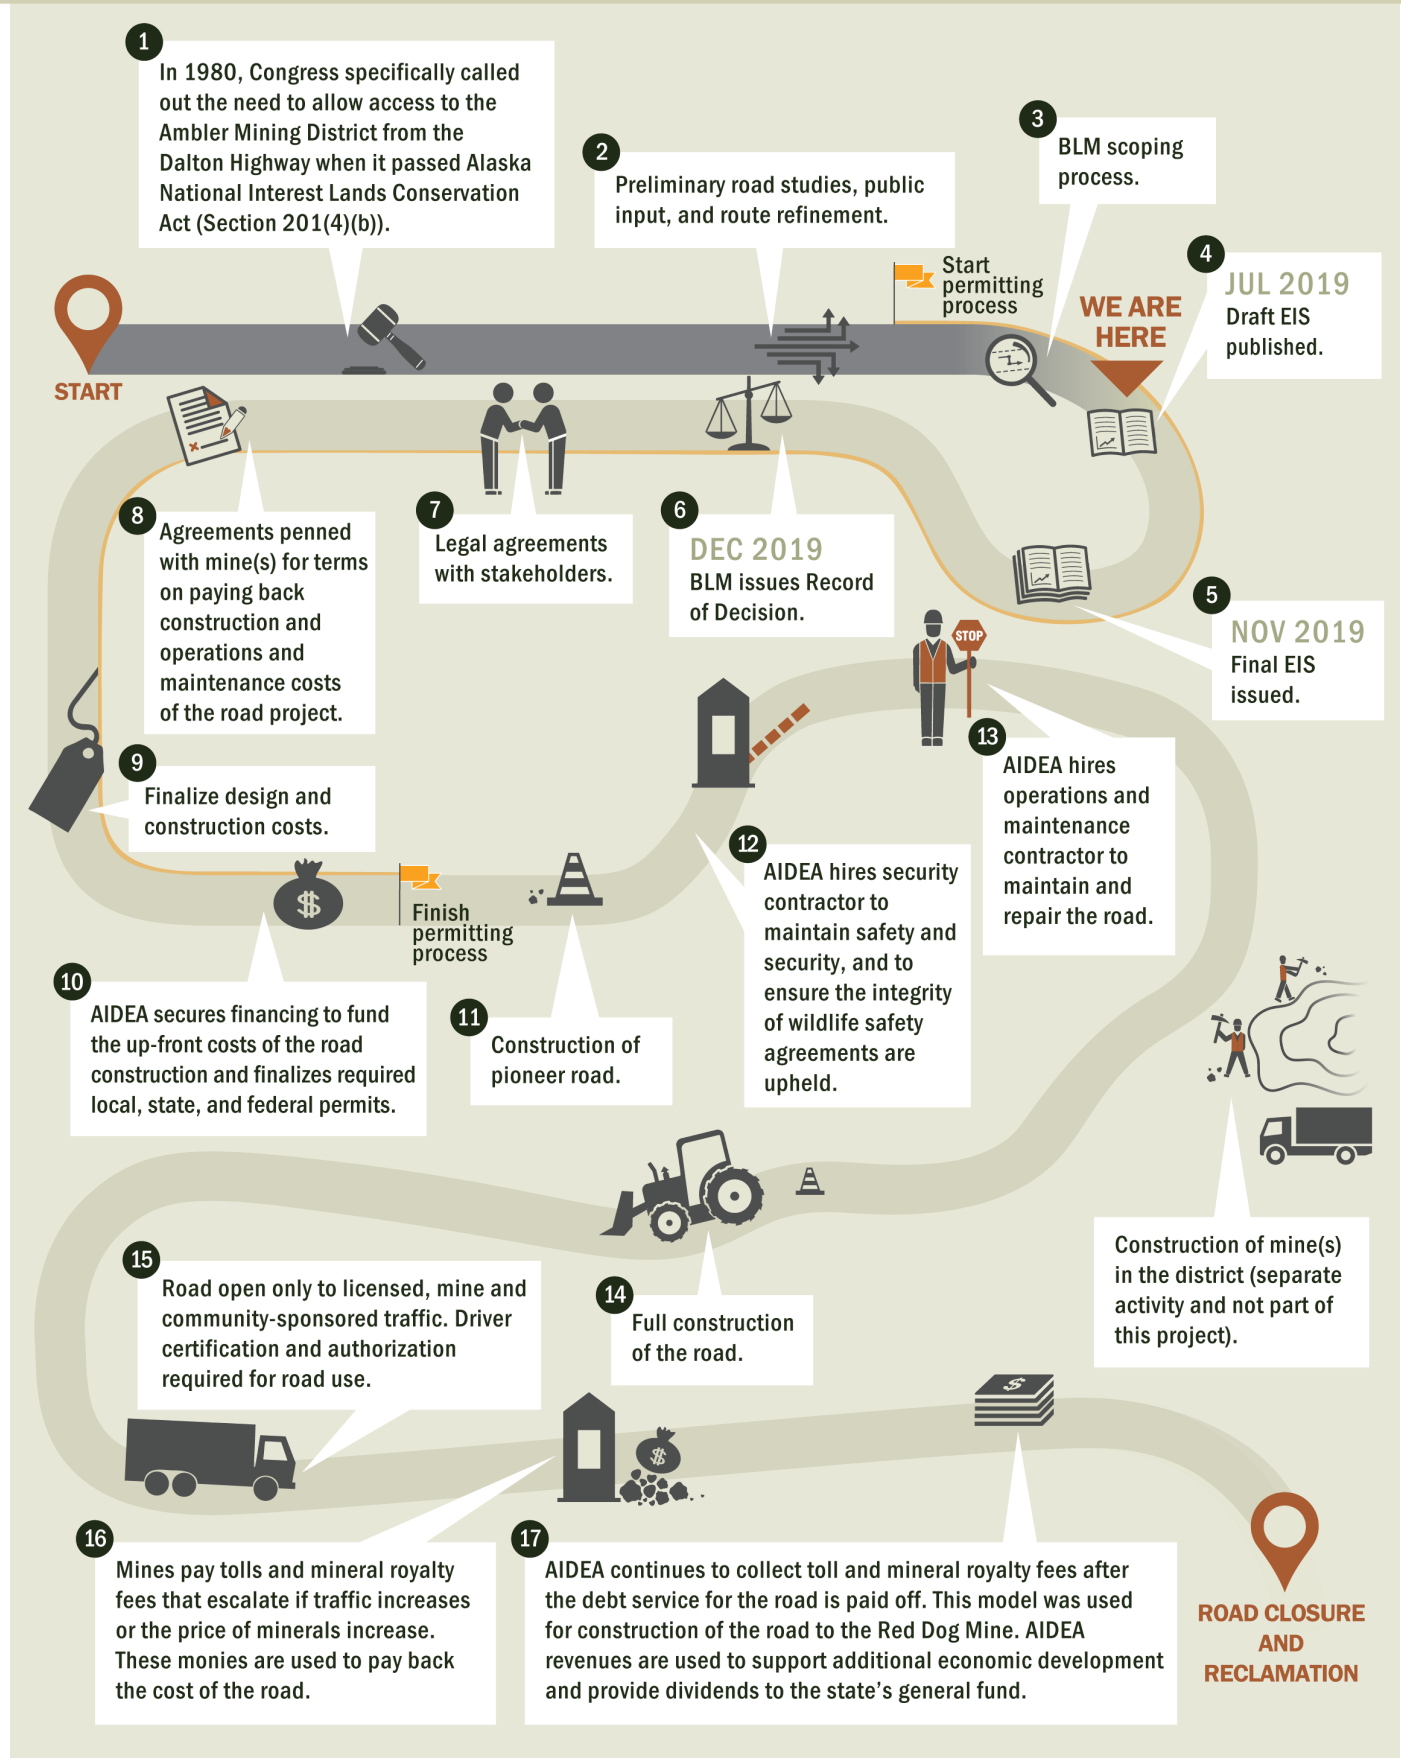 1
In 1980, Congress specifically called
out the need to allow access to the
Ambler Mining District from the
Dalton Highway when it passed Alaska
National Interest Lands Conservation
Act (Section 201(4)(b)).
2
Preliminary road studies, public
input, and route refinement.
3
BLM scoping
process.
4
JUL 2019
Draft EIS
published.
Start
permitting
process
WE ARE
HERE
START
5
NOV 2019
Final EIS
issued.
6
DEC 2019
BLM issues Record
of Decision.
7
Legal agreements
with stakeholders.
8
Agreements penned
with mine(s) for terms
on paying back
construction and
operations and
maintenance costs
of the road project.
9
Finalize design and
construction costs.
10
AIDEA secures financing to fund
the up-front costs of the road
construction and finalizes required
local, state, and federal permits.
$
Finish
permitting
process
11
Construction of
pioneer road.
12
AIDEA hires security
contractor to
maintain safety and
security, and to
ensure the integrity
of wildlife safety
agreements are
upheld.
STOP
13
AIDEA hires
operations and
maintenance
contractor to
maintain and
repair the road.
Construction of mine(s)
in the district (separate
activity and not part of
this project).
14
Full construction
of the road.
15
Road open only to licensed, mine and
community-sponsored traffic. Driver
certification and authorization
required for road use.
16
Mines pay tolls and mineral royalty
fees that escalate if traffic increases
or the price of minerals increase.
These monies are used to pay back
the cost of the road.
$
$
17
AIDEA continues to collect toll and mineral royalty fees after
the debt service for the road is paid off. This model was used
for construction of the road to the Red Dog Mine. AIDEA
revenues are used to support additional economic development
and provide dividends to the state's general fund.
ROAD CLOSURE
AND
RECLAMATION